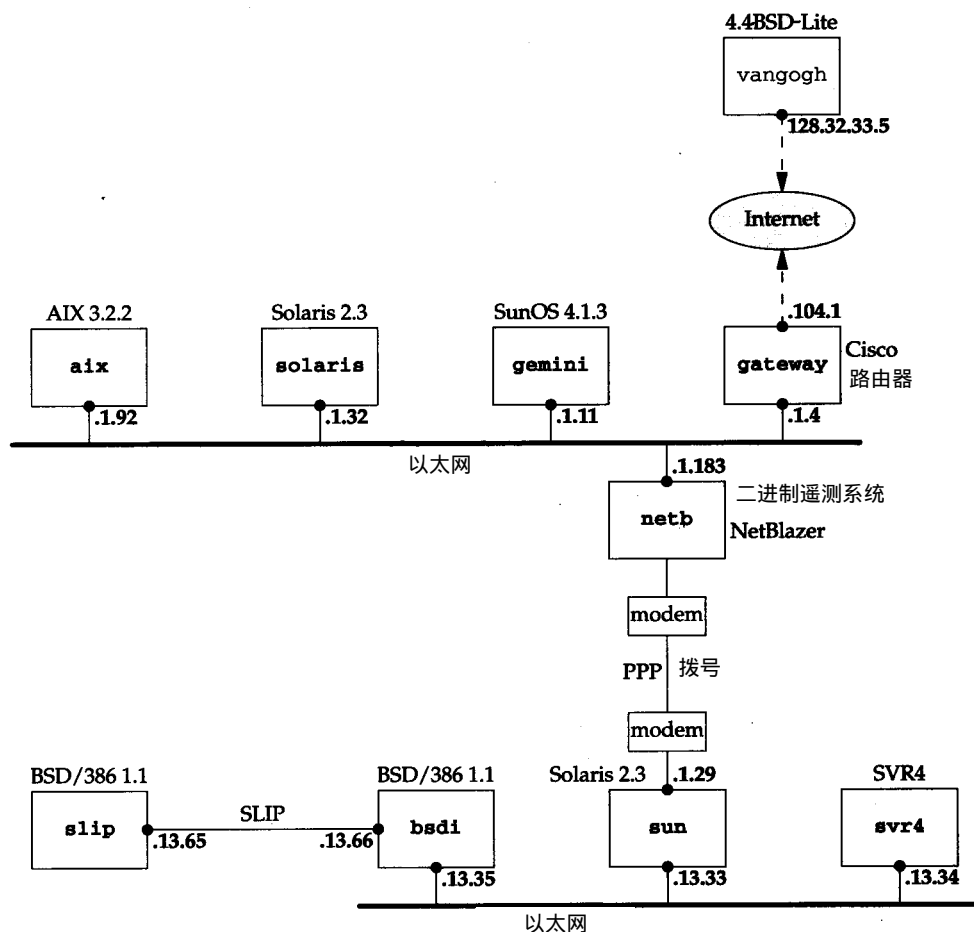 4.4BSD-Lite
vangogh
128.32.33.5
Internet
.104.1
AIX 3.2.2
Solaris 2.3
SunOS 4.1.3
aix
solaris
gemini
gateway
Cisco
路由器
.1.92
.1.32
.1.11
.1.4
以太网
.1.183
二进制遥测系统
netb
NetBlazer
modem
PPP 拨号
modem
BSD/386 1.1
BSD/386 1.1
Solaris 2.3
.1.29
SVR4
slip
SLIP
bsdi
sun
svr4
.13.65
.13.66
.13.35
.13.33
.13.34
以太网